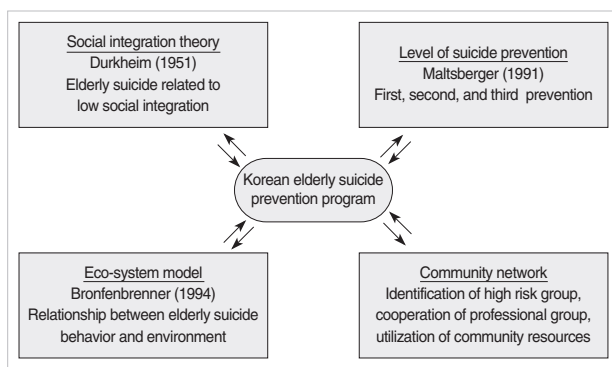 Social integration theory
Durkheim (1951)
Elderly suicide related to
low social integration
Level of suicide prevention
Maltsberger (1991)
First, second, and third prevention
Korean elderly suicide
prevention program
Eco-system model
Bronfenbrenner (1994)
Relationship between elderly suicide
behavior and environment
Community network
Identification of high risk group,
cooperation of professional group,
utilization of community resources